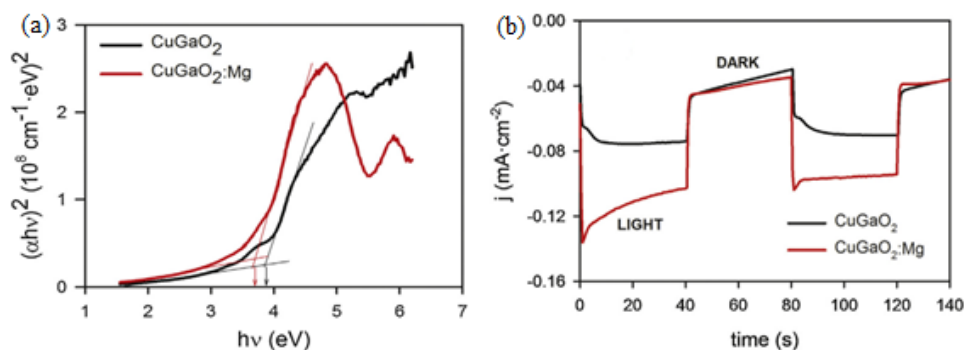 (a)
3
2
1
0
(αhν)² (10⁸ cm⁻¹·eV)²
CuGaO₂
CuGaO₂:Mg
1 2 3 4 5 6 7
hν (eV)
(b)
0.00
-0.04
-0.08
-0.12
-0.16
j (mA·cm⁻²)
DARK
LIGHT
CuGaO₂
CuGaO₂:Mg
0 20 40 60 80 100 120 140
time (s)